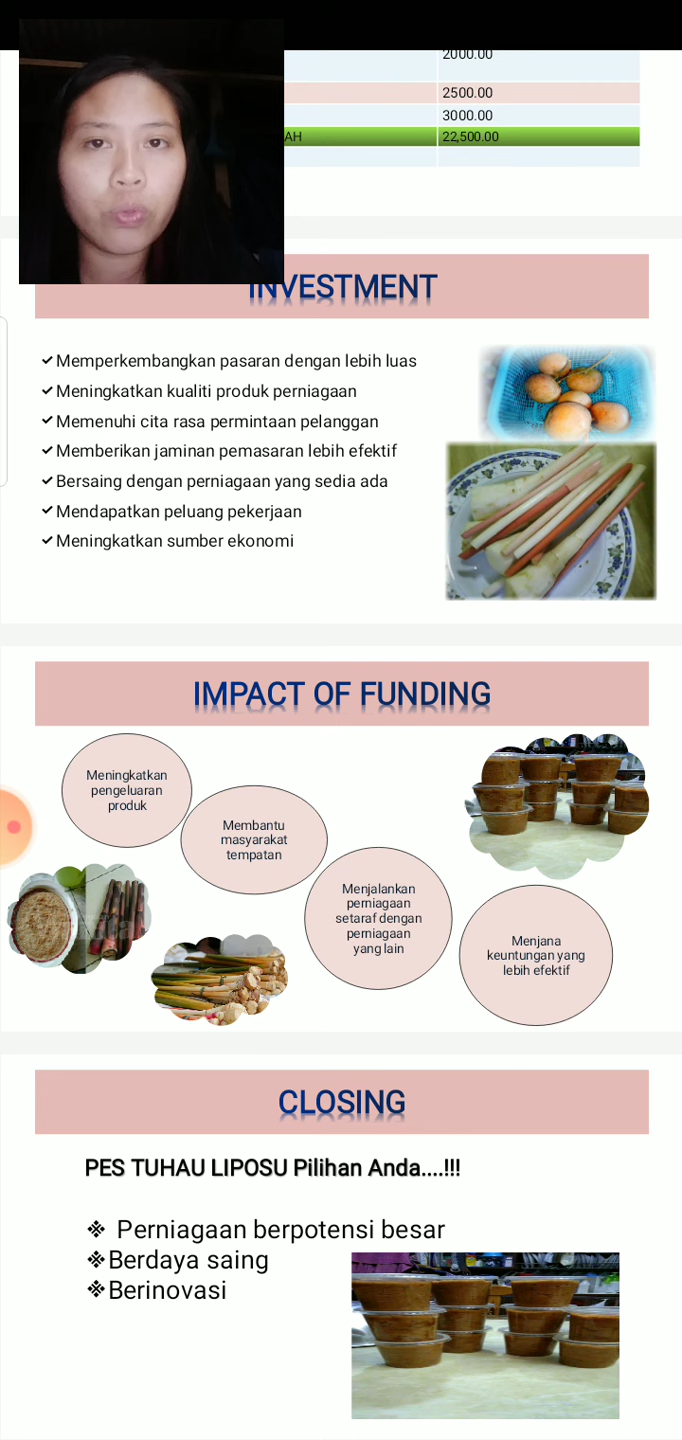 2000.00
2500.00
3000.00
AH 22,500.00
INVESTMENT
✓ Memperkembangkan pasaran dengan lebih luas
✓ Meningkatkan kualiti produk perniagaan
✓ Memenuhi cita rasa permintaan pelanggan
✓ Memberikan jaminan pemasaran lebih efektif
✓ Bersaing dengan perniagaan yang sedia ada
✓ Mendapatkan peluang pekerjaan
✓ Meningkatkan sumber ekonomi
IMPACT OF FUNDING
Meningkatkan
pengeluaran
produk
Membantu
masyarakat
tempatan
Menjalankan
perniagaan
setaraf dengan
perniagaan
yang lain
Menjana
keuntungan yang
lebih efektif
CLOSING
PES TUHAU LIPOSU Pilihan Anda....!!!
❖ Perniagaan berpotensi besar
❖ Berdaya saing
❖ Berinovasi